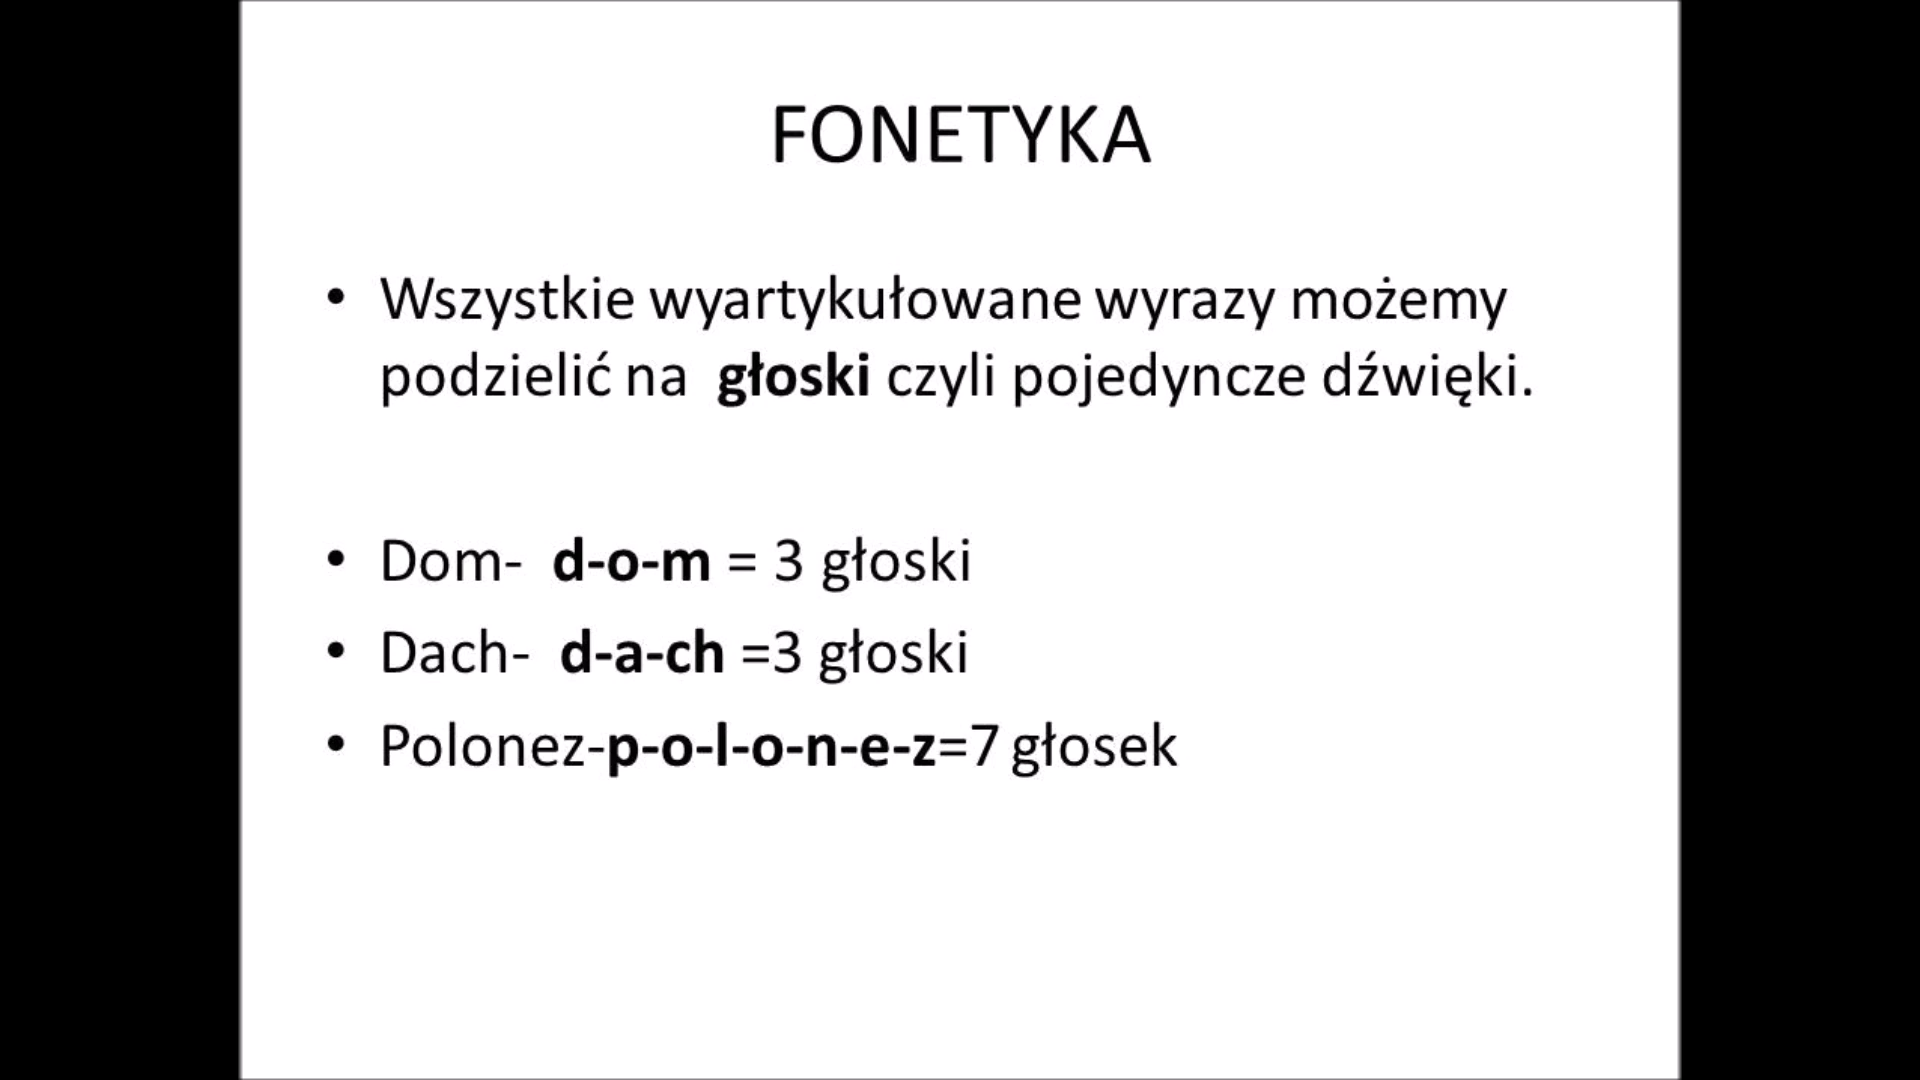 FONETYKA
• Wszystkie wyartykułowane wyrazy możemy
podzielić na głoski czyli pojedyncze dźwięki.
• Dom- d-o-m = 3 głoski
• Dach- d-a-ch =3 głoski
• Polonez-p-o-l-o-n-e-z=7 głosek